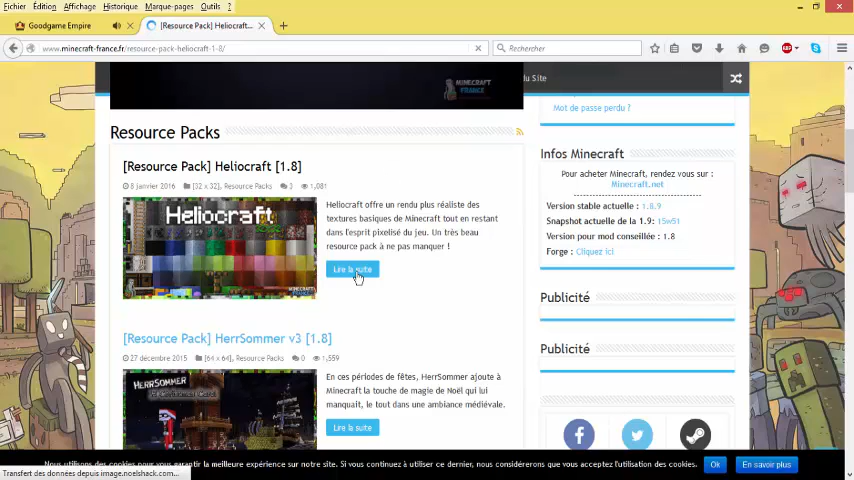 Fichier Édition Affichage Historique Marque-pages Outils ?
Goodgame Empire
[Resource Pack] Heliocraft...
www.minecraft-france.fr/resource-pack-heliocraft-1-8/
Rechercher
ABP
du Site
MINECRAFT
FRANCE
Mot de passe perdu ?
Resource Packs
Infos Minecraft
[Resource Pack] Heliocraft [1.8]
Pour acheter Minecraft, rendez vous sur :
Minecraft.net
8 janvier 2016 [32 x 32], Resource Packs 3 1,081
Version stable actuelle : 1.8.9
Heliocraft
Heliocraft offre un rendu plus réaliste des
textures basiques de Minecraft tout en restant
dans l'esprit pixelisé du jeu. Un très beau
resource pack à ne pas manquer !
Snapshot actuelle de la 1.9: 15w51
Version pour mod conseillée : 1.8
Forge : Cliquez ici
Lire la suite
Publicité
[Resource Pack] HerrSommer v3 [1.8]
Publicité
27 décembre 2015 [64 x 64], Resource Packs 0 1,559
HERRSOMMER
En ces périodes de fêtes, HerrSommer ajoute à
Minecraft la touche de magie de Noël qui lui
manquait, le tout dans une ambiance médiévale.
Lire la suite
Nous utilisons des cookies pour garantir la meilleure expérience sur notre site. Si vous continuez à utiliser ce dernier, nous considérerons que vous acceptez l'utilisation des cookies. Ok En savoir plus
Transfert des données depuis image.noelshack.com...